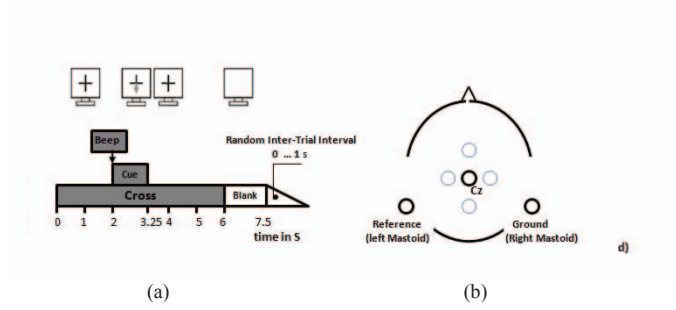 Beep
Random Inter-Trial Interval
0 ... 1 s
Cue
Cross
Blank
0 1 2 3.25 4 5 6 7.5
time in S
Cz
Reference
(left Mastoid)
Ground
(Right Mastoid)
d)
(a)
(b)